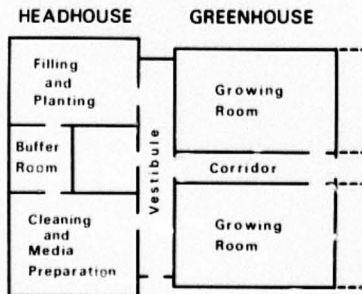 HEADHOUSE
GREENHOUSE
Filling
and
Planting
Buffer
Room
Cleaning
and
Media
Preparation
Vestibule
Growing
Room
Corridor
Growing
Room